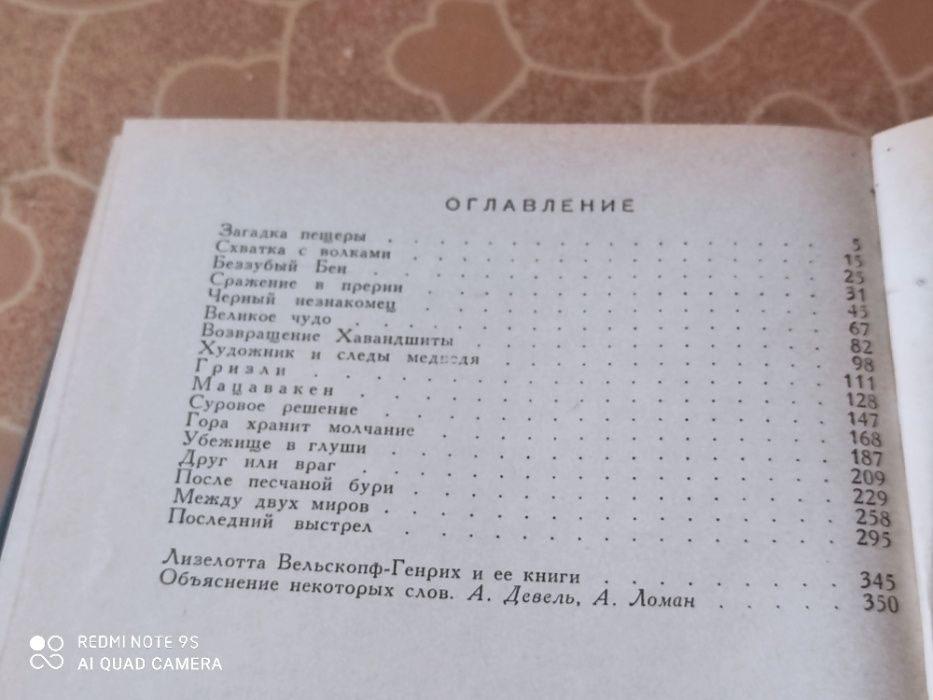 ОГЛАВЛЕНИЕ
Загадка пещеры . . . . . . . . . . . . . . . . . . 5
Схватка с волками . . . . . . . . . . . . . . . . . 15
Беззубый Бен . . . . . . . . . . . . . . . . . . . 25
Сражение в прерии . . . . . . . . . . . . . . . . . 31
Черный незнакомец . . . . . . . . . . . . . . . . . 45
Великое чудо . . . . . . . . . . . . . . . . . . . 67
Возвращение Хавандшиты . . . . . . . . . . . . . . 82
Художник и следы медведя . . . . . . . . . . . . . 98
Гризли . . . . . . . . . . . . . . . . . . . . . 111
Мацавакен . . . . . . . . . . . . . . . . . . . . 128
Суровое решение . . . . . . . . . . . . . . . . . 147
Гора хранит молчание . . . . . . . . . . . . . . . 168
Убежище в глуши . . . . . . . . . . . . . . . . . 187
Друг или враг . . . . . . . . . . . . . . . . . . 209
После песчаной бури . . . . . . . . . . . . . . . 229
Между двух миров . . . . . . . . . . . . . . . . . 258
Последний выстрел . . . . . . . . . . . . . . . . 295
Лизелотта Вельскопф-Генрих и ее книги . . . . . . . . . 345
Объяснение некоторых слов. А. Девель, А. Ломан . . . . . 350
REDMI NOTE 9S
AI QUAD CAMERA